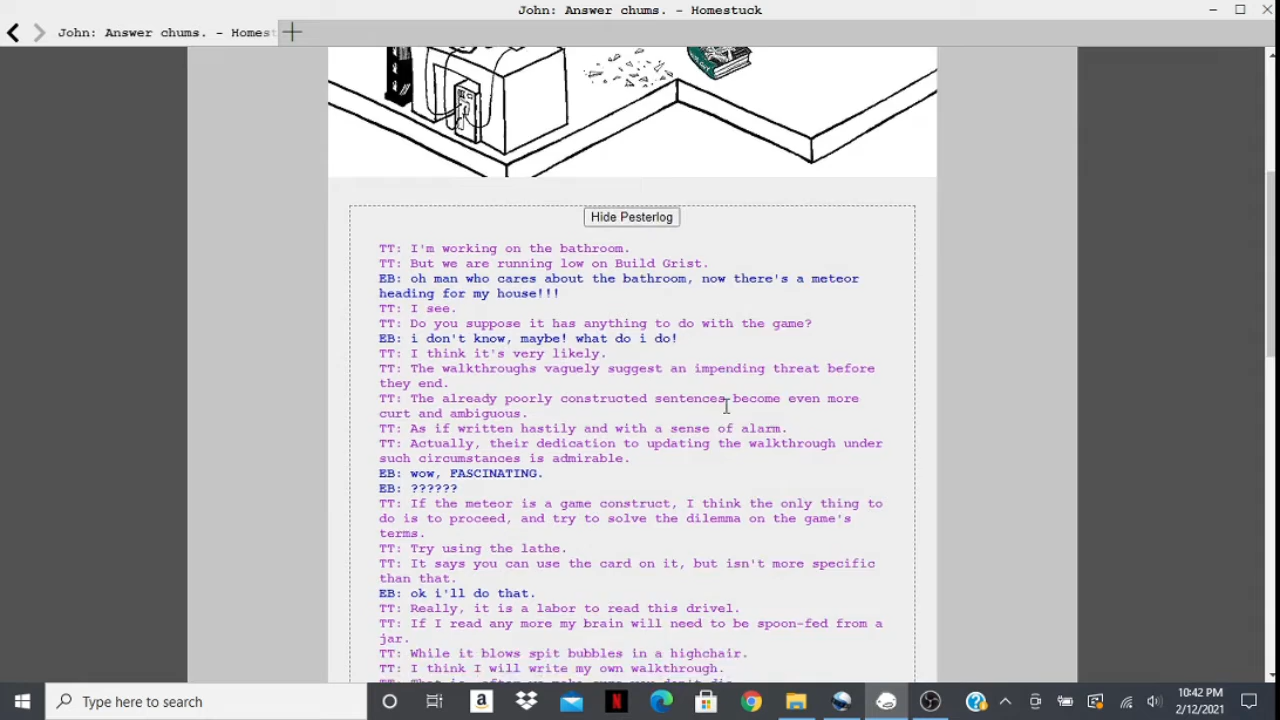 John: Answer chums. - Homestuck
John: Answer chums. - Homest
Hide Pesterlog
TT: I'm working on the bathroom.
TT: But we are running low on Build Grist.
EB: oh man who cares about the bathroom, now there's a meteor
heading for my house!!!
TT: I see.
TT: Do you suppose it has anything to do with the game?
EB: i don't know, maybe! what do i do!
TT: I think it's very likely.
TT: The walkthroughs vaguely suggest an impending threat before
they end.
TT: The already poorly constructed sentences become even more
curt and ambiguous.
TT: As if written hastily and with a sense of alarm.
TT: Actually, their dedication to updating the walkthrough under
such circumstances is admirable.
EB: wow, FASCINATING.
EB: ??????
TT: If the meteor is a game construct, I think the only thing to
do is to proceed, and try to solve the dilemma on the game's
terms.
TT: Try using the lathe.
TT: It says you can use the card on it, but isn't more specific
than that.
EB: ok i'll do that.
TT: Really, it is a labor to read this drivel.
TT: If I read any more my brain will need to be spoon-fed from a
jar.
TT: While it blows spit bubbles in a highchair.
TT: I think I will write my own walkthrough.
TT: That is, after we make sure you don't die.
Type here to search
10:42 PM
2/12/2021